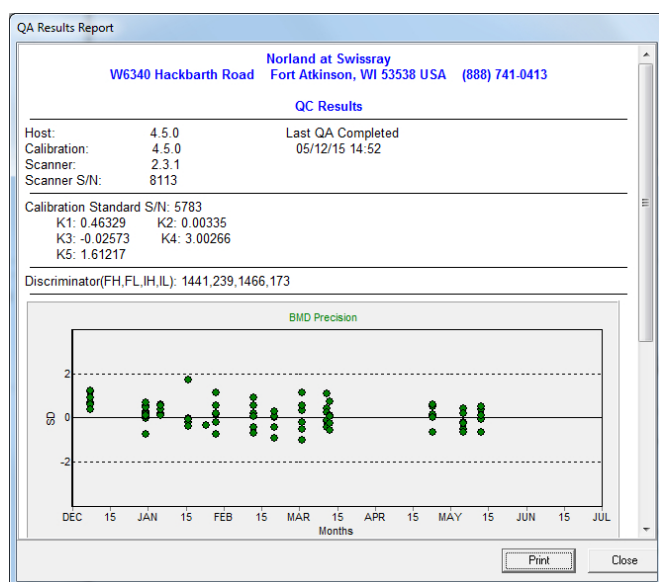 QA Results Report
Norland at Swissray
W6340 Hackbarth Road Fort Atkinson, WI 53538 USA (888) 741-0413
QC Results
Host: 4.5.0 Last QA Completed
Calibration: 4.5.0 05/12/15 14:52
Scanner: 2.3.1
Scanner S/N: 8113
Calibration Standard S/N: 5783
K1: 0.46329 K2: 0.00335
K3: -0.02573 K4: 3.00266
K5: 1.61217
Discriminator(FH,FL,IH,IL): 1441,239,1466,173
BMD Precision
2
SD 0
-2
DEC 15 JAN 15 FEB 15 MAR 15 APR 15 MAY 15 JUN 15 JUL
Months
Print Close